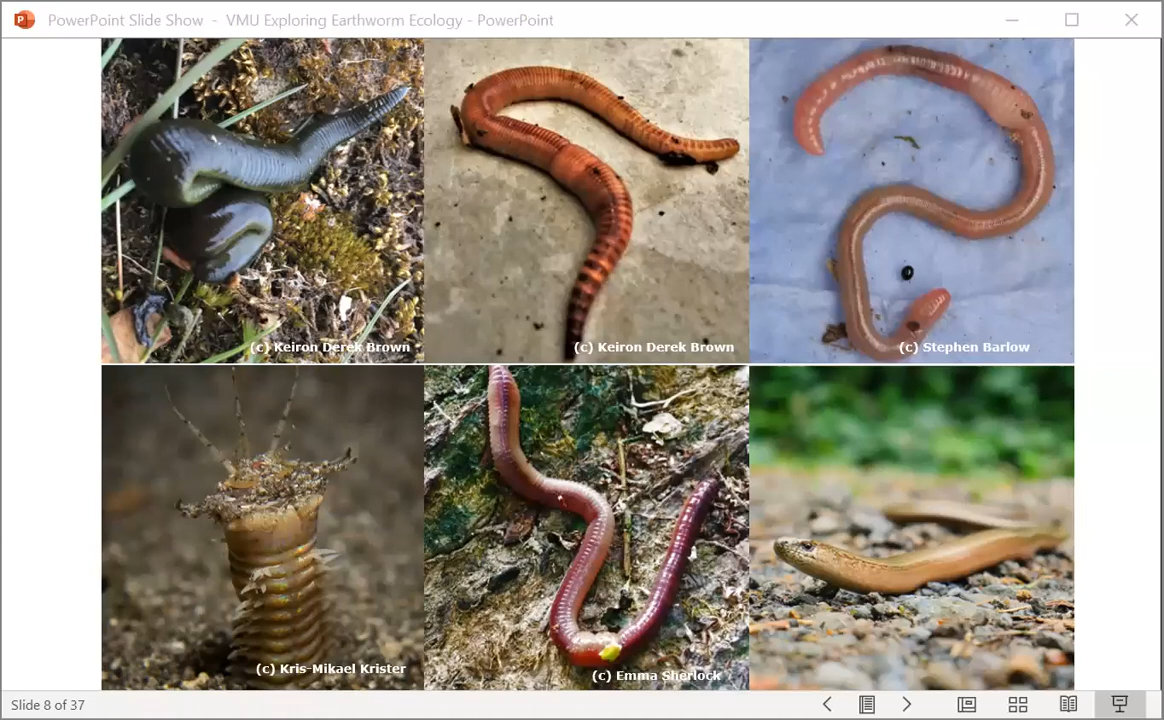 PowerPoint Slide Show - VMU Exploring Earthworm Ecology - PowerPoint
(c) Keiron Derek Brown
(c) Keiron Derek Brown
(c) Stephen Barlow
(c) Kris-Mikael Krister
(c) Emma Sherlock
Slide 8 of 37